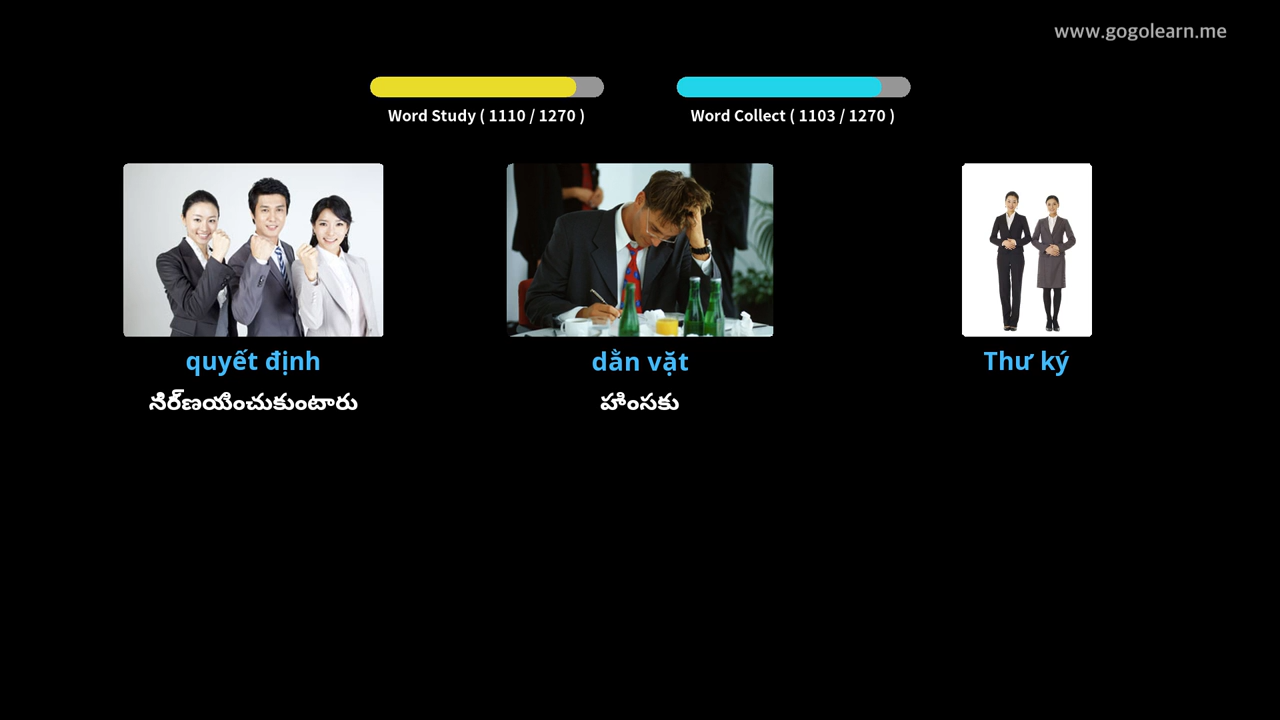 www.gogolearn.me
Word Study ( 1110 / 1270 )
Word Collect ( 1103 / 1270 )
quyết định
dằn vặt
Thư ký
నిర్ణయించుకుంటారు
హింసకు